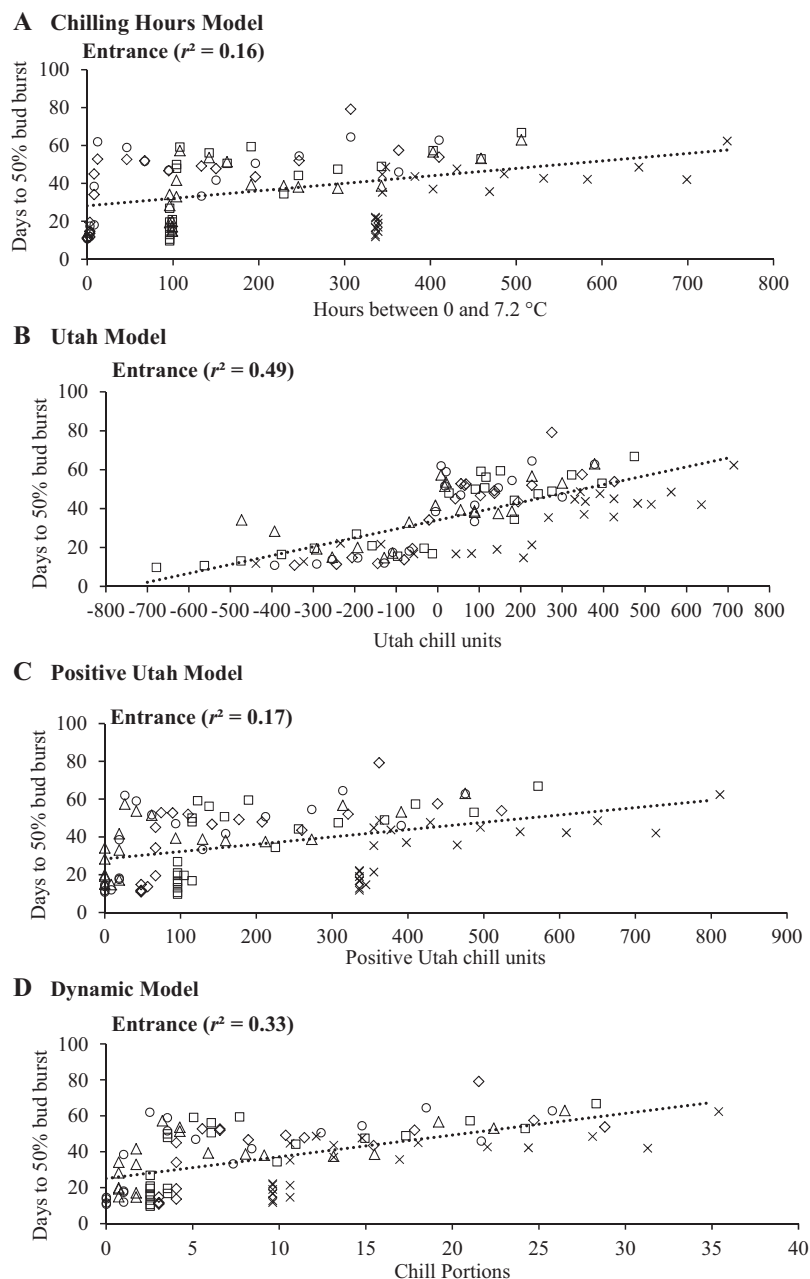 A Chilling Hours Model
Entrance (r² = 0.16)
100
80
60
40
20
0
Days to 50% bud burst
0 100 200 300 400 500 600 700 800
Hours between 0 and 7.2 °C
B Utah Model
Entrance (r² = 0.49)
100
80
60
40
20
0
Days to 50% bud burst
-800 -700 -600 -500 -400 -300 -200 -100 0 100 200 300 400 500 600 700 800
Utah chill units
C Positive Utah Model
Entrance (r² = 0.17)
100
80
60
40
20
0
Days to 50% bud burst
0 100 200 300 400 500 600 700 800 900
Positive Utah chill units
D Dynamic Model
Entrance (r² = 0.33)
100
80
60
40
20
0
Days to 50% bud burst
0 5 10 15 20 25 30 35 40
Chill Portions